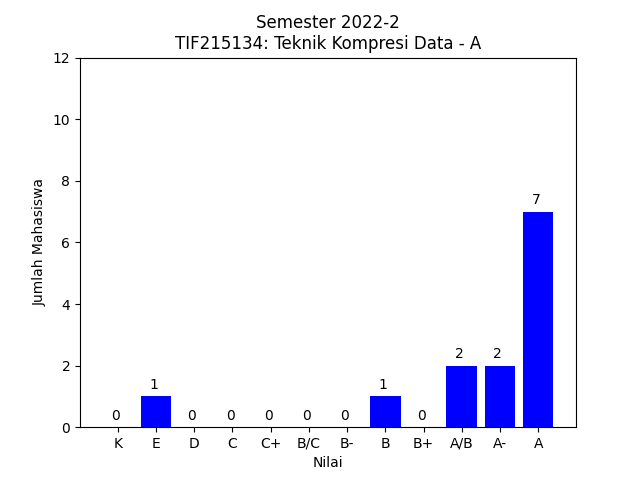 Semester 2022-2
TIF215134: Teknik Kompresi Data - A
12
10
8
6
4
2
0
Jumlah Mahasiswa
0 1 0 0 0 0 0 1 0 2 2 7
K E D C C+ B/C B- B B+ A/B A- A
Nilai